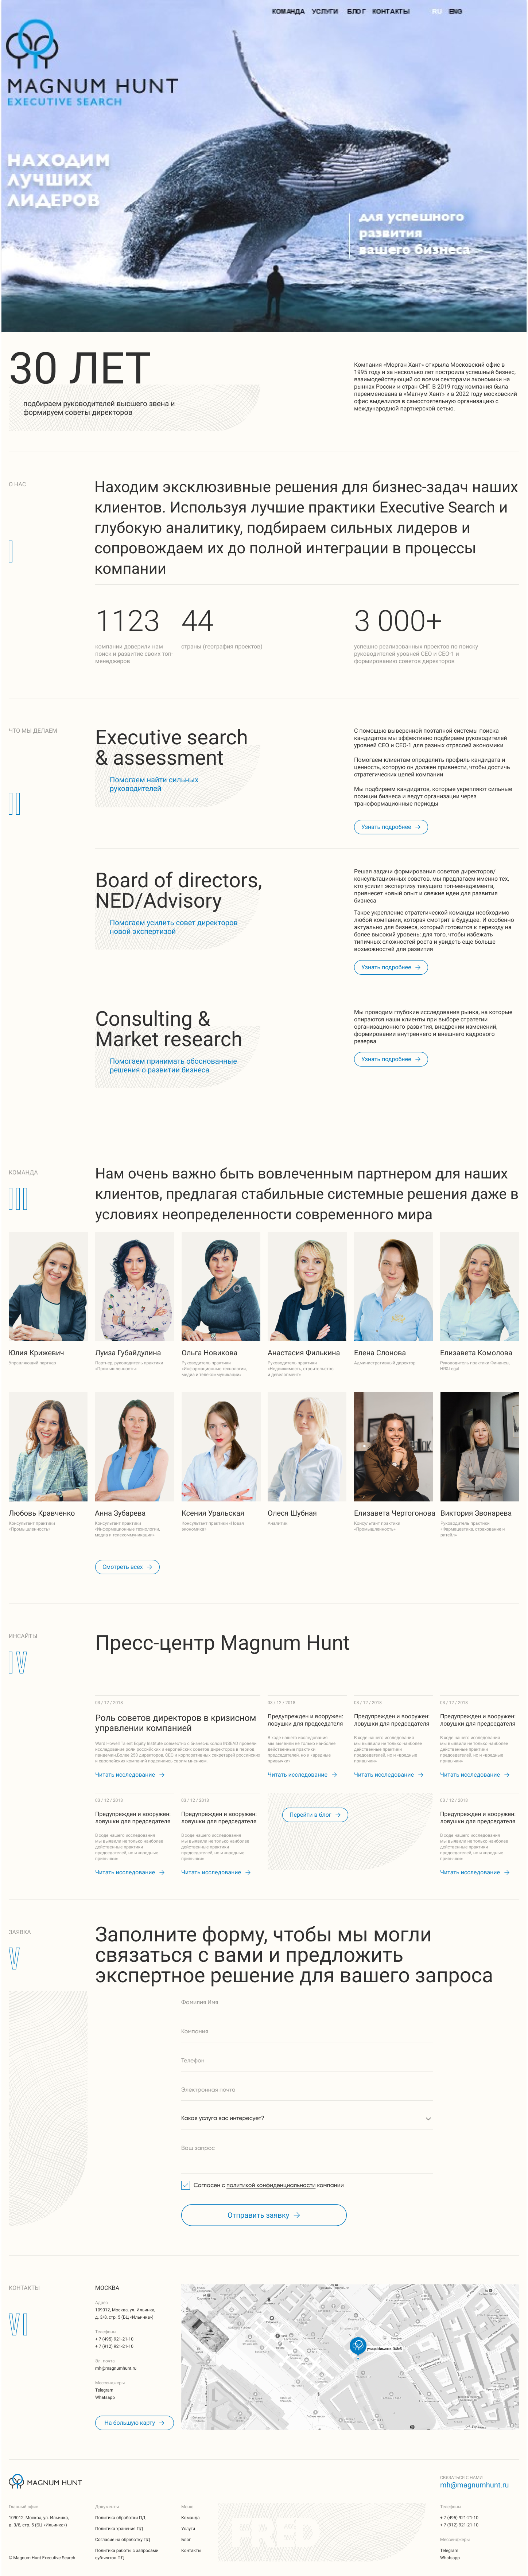 КОМАНДА УСЛУГИ БЛОГ КОНТАКТЫ RU ENG
MAGNUM HUNT
EXECUTIVE SEARCH
НАХОДИМ
ЛУЧШИХ
ЛИДЕРОВ
для успешного
развития
вашего бизнеса
30 ЛЕТ
подбираем руководителей высшего звена и
формируем советы директоров
Компания «Морган Хант» открыла Московский офис в
1995 году и за несколько лет построила успешный бизнес,
взаимодействующий со всеми секторами экономики на
рынках России и стран СНГ. В 2019 году компания была
переименована в «Магнум Хант» и в 2022 году московский
офис выделился в самостоятельную организацию с
международной партнерской сетью.
О НАС
I
Находим эксклюзивные решения для бизнес-задач наших
клиентов. Используя лучшие практики Executive Search и
глубокую аналитику, подбираем сильных лидеров и
сопровождаем их до полной интеграции в процессы
компании
1123
компании доверили нам
поиск и развитие своих топ-
менеджеров
44
страны (география проектов)
3 000+
успешно реализованных проектов по поиску
руководителей уровней CEO и CEO-1 и
формированию советов директоров
ЧТО МЫ ДЕЛАЕМ
II
Executive search
& assessment
Помогаем найти сильных
руководителей
С помощью выверенной поэтапной системы поиска
кандидатов мы эффективно подбираем руководителей
уровней CEO и CEO-1 для разных отраслей экономики
Помогаем клиентам определить профиль кандидата и
ценность, которую он должен привнести, чтобы достичь
стратегических целей компании
Мы подбираем кандидатов, которые укрепляют сильные
позиции бизнеса и ведут организации через
трансформационные периоды
Узнать подробнее
Board of directors,
NED/Advisory
Помогаем усилить совет директоров
новой экспертизой
Решая задачи формирования советов директоров/
консультационных советов, мы предлагаем именно тех,
кто усилит экспертизу текущего топ-менеджмента,
привнесет новый опыт и свежие идеи для развития
бизнеса
Такое укрепление стратегической команды необходимо
любой компании, которая смотрит в будущее. И особенно
актуально для бизнеса, который готовится к переходу на
более высокий уровень: для того, чтобы избежать
типичных сложностей роста и увидеть еще больше
возможностей для развития
Узнать подробнее
Consulting &
Market research
Помогаем принимать обоснованные
решения о развитии бизнеса
Мы проводим глубокие исследования рынка, на которые
опираются наши клиенты при выборе стратегии
организационного развития, внедрении изменений,
формировании внутреннего и внешнего кадрового
резерва
Узнать подробнее
КОМАНДА
III
Нам очень важно быть вовлеченным партнером для наших
клиентов, предлагая стабильные системные решения даже в
условиях неопределенности современного мира
Юлия Крижевич
Управляющий партнер
Луиза Губайдулина
Партнер, руководитель практики
«Промышленность»
Ольга Новикова
Руководитель практики
«Информационные технологии,
медиа и телекоммуникации»
Анастасия Филькина
Руководитель практики
«Недвижимость, строительство
и девелопмент»
Елена Слонова
Административный директор
Елизавета Комолова
Руководитель практики Финансы,
HR&Legal
Любовь Кравченко
Консультант практики
«Промышленность»
Анна Зубарева
Консультант практики
«Информационные технологии,
медиа и телекоммуникации»
Ксения Уральская
Консультант практики «Новая
экономика»
Олеся Шубная
Аналитик
Елизавета Чертогонова
Консультант практики
«Промышленность»
Виктория Звонарева
Руководитель практики
«Фармацевтика, страхование и
ритейл»
Смотреть всех
ИНСАЙТЫ
IV
Пресс-центр Magnum Hunt
03 / 12 / 2018
Роль советов директоров в кризисном
управлении компанией
Ward Howell Talent Equity Institute совместно с бизнес-школой INSEAD провели
исследование роли российских и европейских советов директоров в период
пандемии Более 250 директоров, CEO и корпоративных секретарей российских
и европейских компаний поделились своим мнением.
Читать исследование
03 / 12 / 2018
Предупрежден и вооружен:
ловушки для председателя
В ходе нашего исследования
мы выявили не только наиболее
действенные практики
председателей, но и «вредные
привычки»
Читать исследование
03 / 12 / 2018
Предупрежден и вооружен:
ловушки для председателя
В ходе нашего исследования
мы выявили не только наиболее
действенные практики
председателей, но и «вредные
привычки»
Читать исследование
03 / 12 / 2018
Предупрежден и вооружен:
ловушки для председателя
В ходе нашего исследования
мы выявили не только наиболее
действенные практики
председателей, но и «вредные
привычки»
Читать исследование
03 / 12 / 2018
Предупрежден и вооружен:
ловушки для председателя
В ходе нашего исследования
мы выявили не только наиболее
действенные практики
председателей, но и «вредные
привычки»
Читать исследование
03 / 12 / 2018
Предупрежден и вооружен:
ловушки для председателя
В ходе нашего исследования
мы выявили не только наиболее
действенные практики
председателей, но и «вредные
привычки»
Читать исследование
Перейти в блог
03 / 12 / 2018
Предупрежден и вооружен:
ловушки для председателя
В ходе нашего исследования
мы выявили не только наиболее
действенные практики
председателей, но и «вредные
привычки»
Читать исследование
ЗАЯВКА
V
Заполните форму, чтобы мы могли
связаться с вами и предложить
экспертное решение для вашего запроса
Фамилия Имя
Компания
Телефон
Электронная почта
Какая услуга вас интересует?
Ваш запрос
Согласен с политикой конфиденциальности компании
Отправить заявку
КОНТАКТЫ
VI
МОСКВА
Адрес
109012, Москва, ул. Ильинка,
д. 3/8, стр. 5 (БЦ «Ильинка»)
Телефоны
+ 7 (495) 921-21-10
+ 7 (912) 921-21-10
Эл. почта
mh@magnumhunt.ru
Мессенджеры
Telegram
Whatsapp
На большую карту
улица Ильинка, 3/8с5
MAGNUM HUNT
СВЯЗАТЬСЯ С НАМИ
mh@magnumhunt.ru
Главный офис
109012, Москва, ул. Ильинка,
д. 3/8, стр. 5 (БЦ «Ильинка»)
Документы
Политика обработки ПД
Политика хранения ПД
Согласие на обработку ПД
Политика работы с запросами
субъектов ПД
Меню
Команда
Услуги
Блог
Контакты
FRED
Телефоны
+ 7 (495) 921-21-10
+ 7 (912) 921-21-10
Мессенджеры
Telegram
Whatsapp
© Magnum Hunt Executive Search